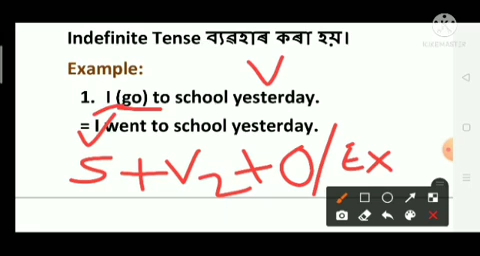 Indefinite Tense ব্যৱহাৰ কৰা হয়।
Example:
V
1. I (go) to school yesterday.
= I went to school yesterday.
S + V2 + O/Ex
KINEMASTER